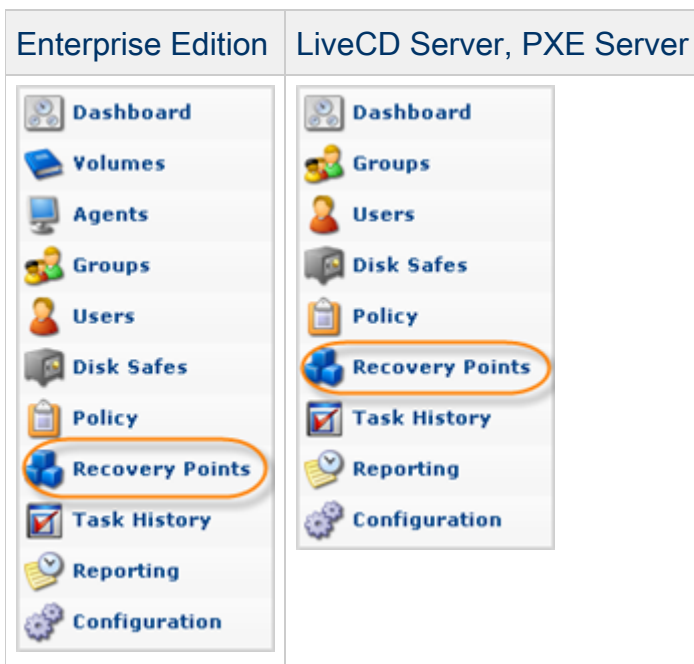 Enterprise Edition
LiveCD Server, PXE Server
Dashboard
Volumes
Agents
Groups
Users
Disk Safes
Policy
Recovery Points
Task History
Reporting
Configuration
Dashboard
Groups
Users
Disk Safes
Policy
Recovery Points
Task History
Reporting
Configuration